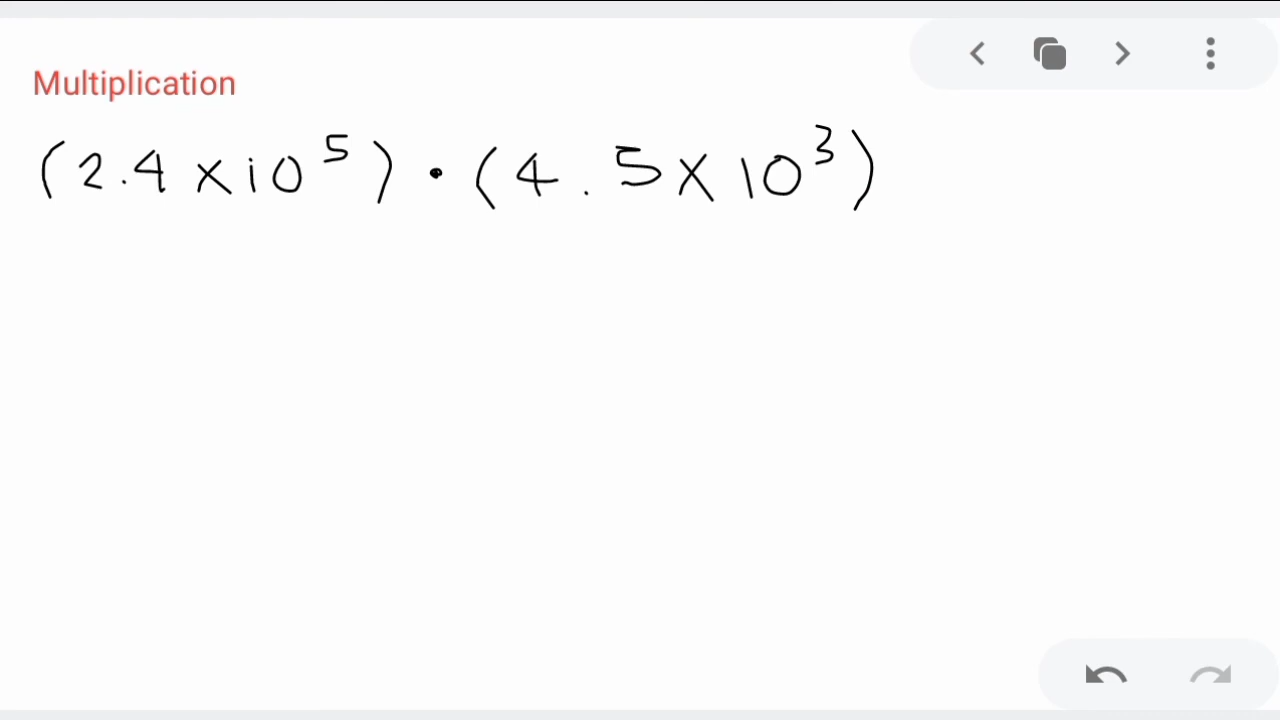 Multiplication
(2.4 x 10⁵) · (4.5 x 10³)